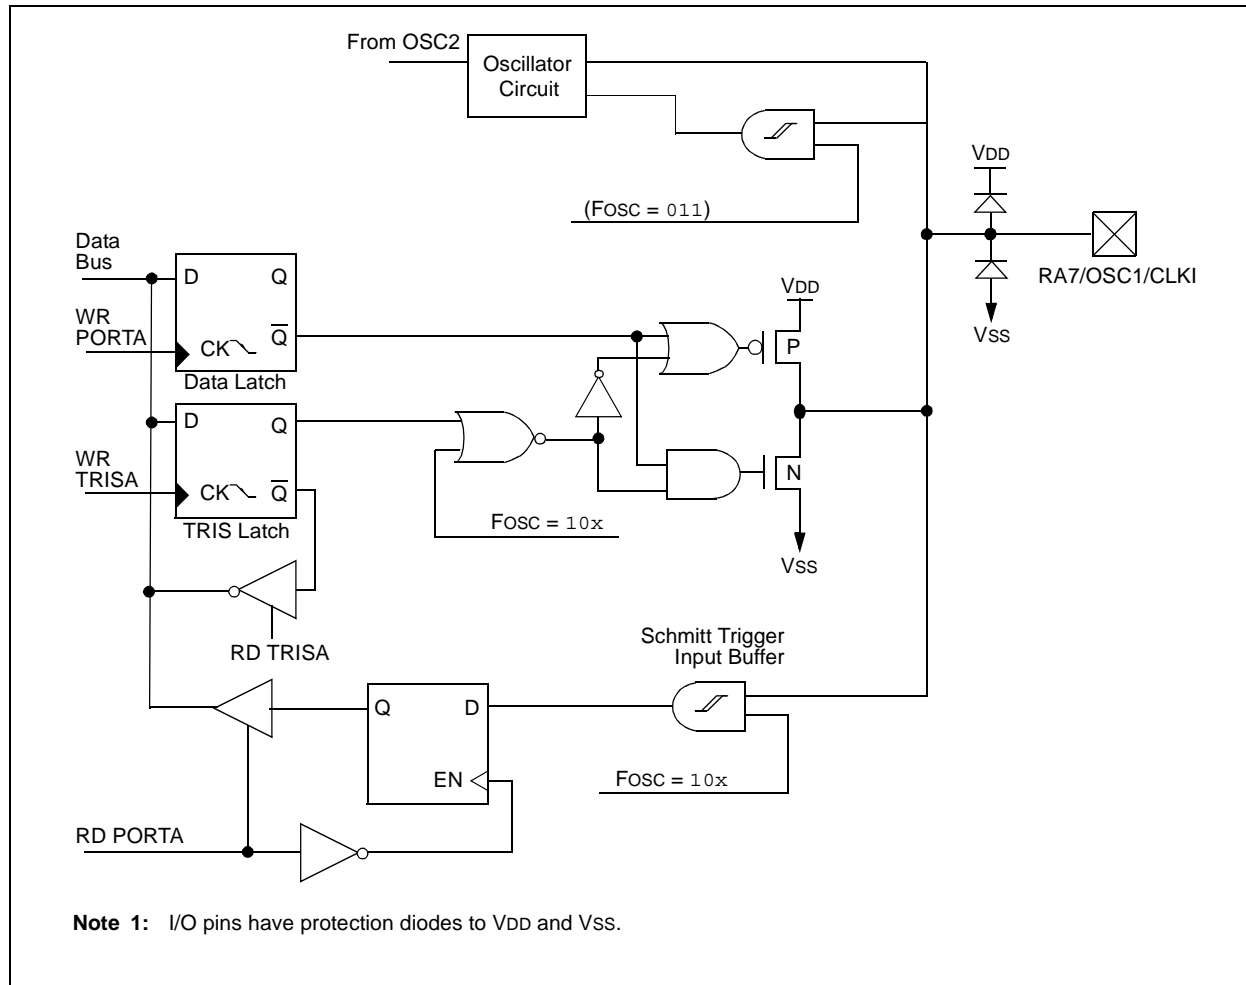 From OSC2
Oscillator
Circuit
VDD
(FOSC = 011)
Data
Bus
D
Q
VDD
RA7/OSC1/CLKI
WR
PORTA
CK
Q
VSS
P
Data Latch
D
Q
WR
TRISA
CK
Q
N
FOSC = 10x
TRIS Latch
VSS
RD TRISA
Schmitt Trigger
Input Buffer
Q
D
EN
FOSC = 10x
RD PORTA
Note 1: I/O pins have protection diodes to VDD and VSS.